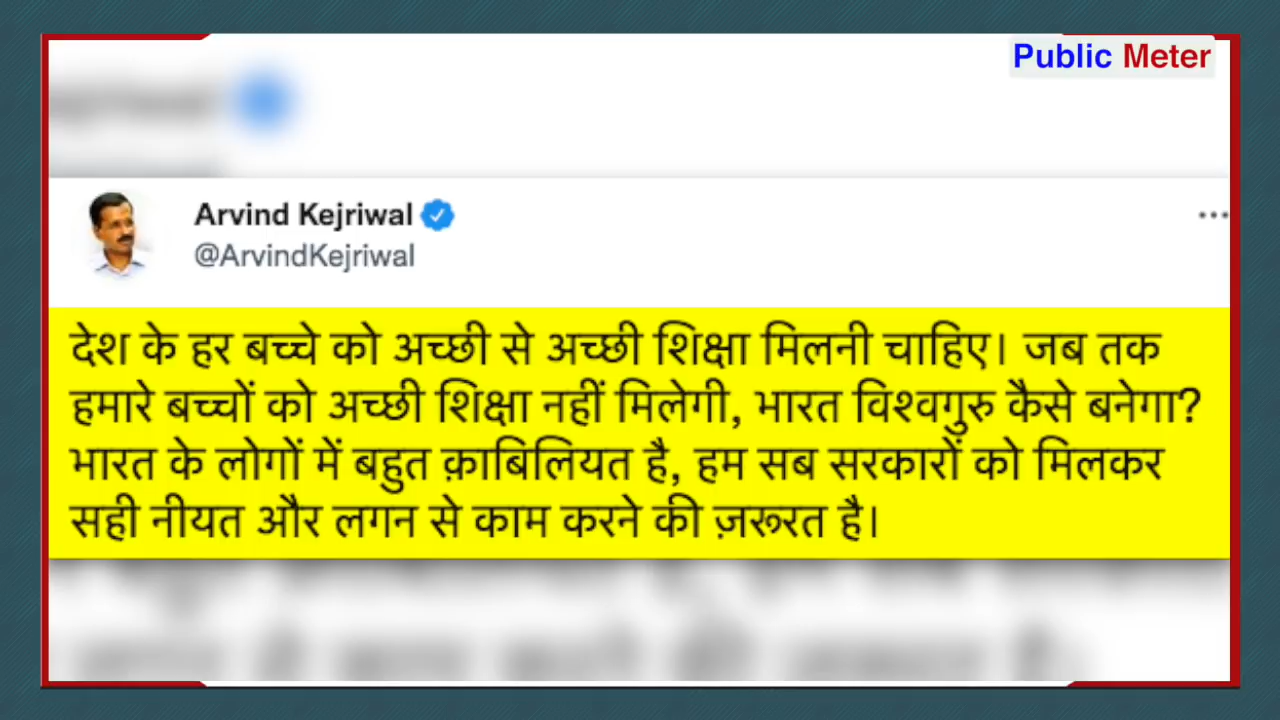 Public Meter
Arvind Kejriwal
@ArvindKejriwal
देश के हर बच्चे को अच्छी से अच्छी शिक्षा मिलनी चाहिए। जब तक
हमारे बच्चों को अच्छी शिक्षा नहीं मिलेगी, भारत विश्वगुरु कैसे बनेगा?
भारत के लोगों में बहुत क़ाबिलियत है, हम सब सरकारों को मिलकर
सही नीयत और लगन से काम करने की ज़रूरत है।